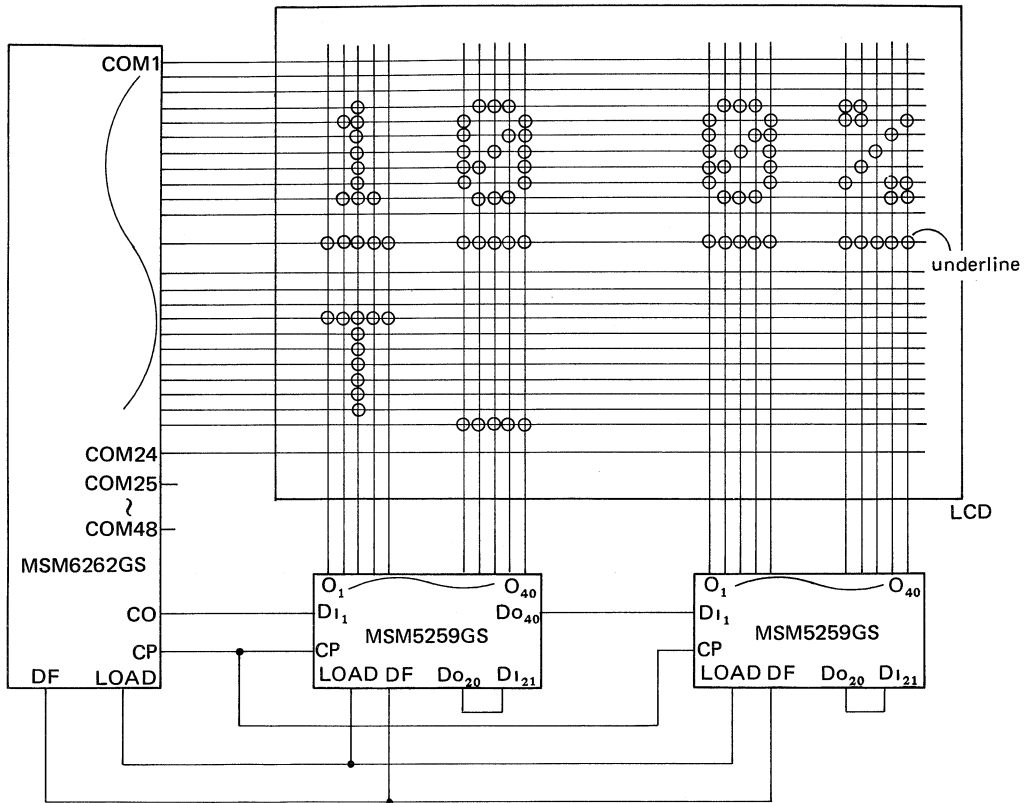 COM1
underline
COM24
COM25
~
COM48
LCD
MSM6262GS
CO
CP
DF LOAD
O1 O40
DI1 DO40
MSM5259GS
CP
LOAD DF DO20 DI21
O1 O40
DI1
MSM5259GS
CP
LOAD DF DO20 DI21